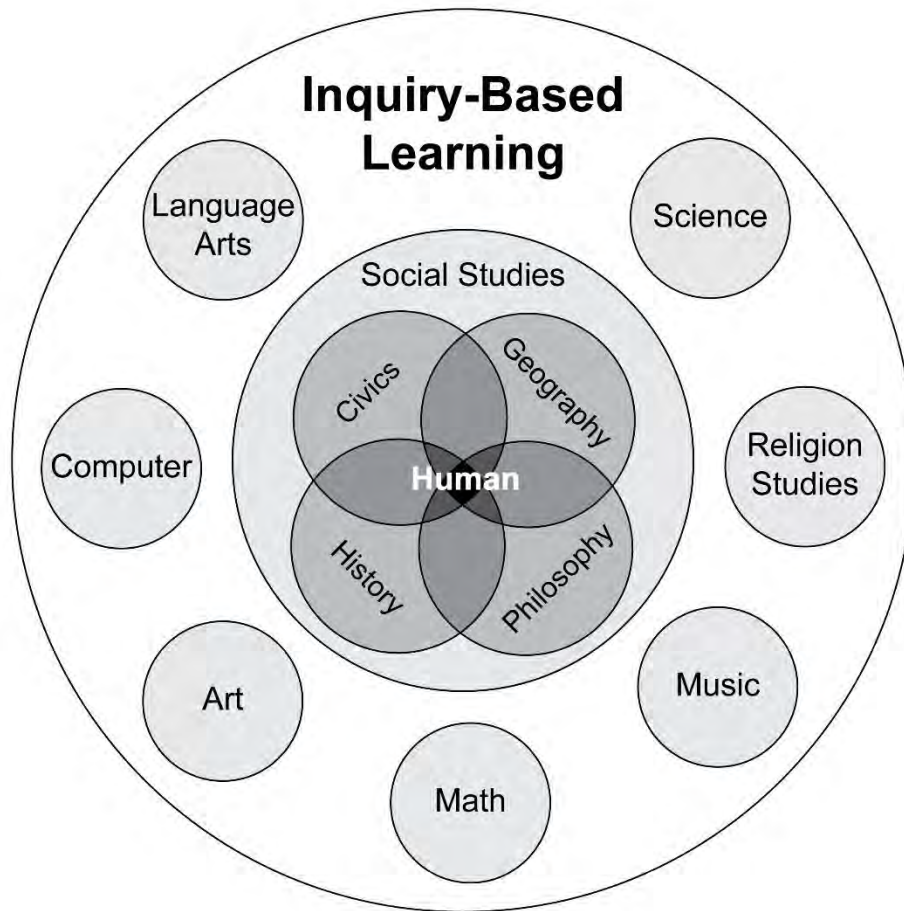 Inquiry-Based
Learning
Language
Arts
Science
Social Studies
Civics
Geography
Computer
Human
Religion
Studies
History
Philosophy
Art
Music
Math